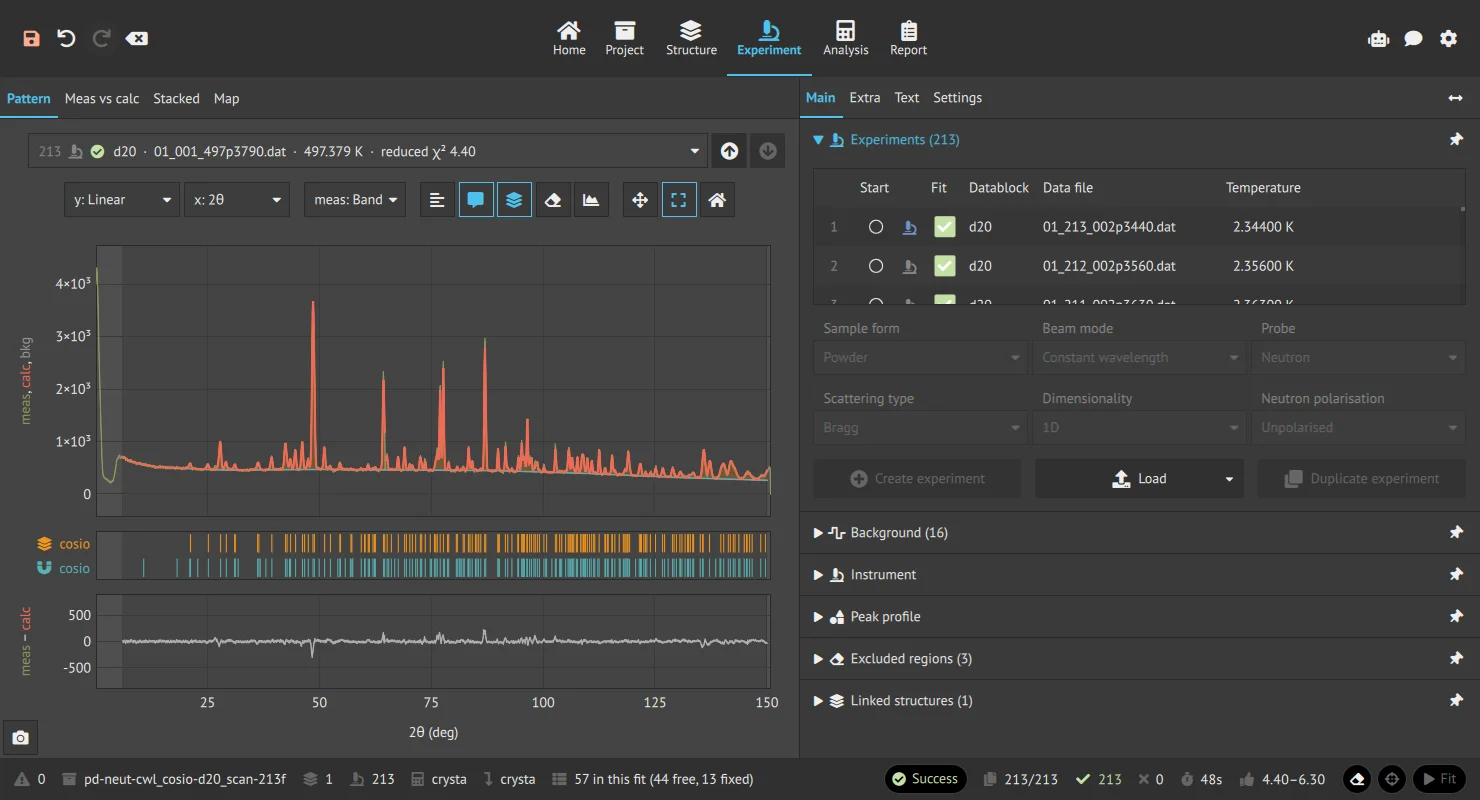 Home Project Structure Experiment Analysis Report
Pattern Meas vs calc Stacked Map
213 d20 · 01_001_497p3790.dat · 497.379 K · reduced χ² 4.40
y: Linear x: 2θ meas: Band
4×10³
3×10³
2×10³
1×10³
0
meas, calc, bkg
cosio
cosio
500
0
-500
meas − calc
25 50 75 100 125 150
2θ (deg)
Main Extra Text Settings
Experiments (213)
Start Fit Datablock Data file Temperature
1 d20 01_213_002p3440.dat 2.34400 K
2 d20 01_212_002p3560.dat 2.35600 K
3 d20 01_211_002p3630.dat 2.36300 K
Sample form Beam mode Probe
Powder Constant wavelength Neutron
Scattering type Dimensionality Neutron polarisation
Bragg 1D Unpolarised
Create experiment Load Duplicate experiment
Background (16)
Instrument
Peak profile
Excluded regions (3)
Linked structures (1)
0 pd-neut-cwl_cosio-d20_scan-213f 1 213 crysta crysta 57 in this fit (44 free, 13 fixed) Success 213/213 213 0 48s 4.40–6.30 Fit